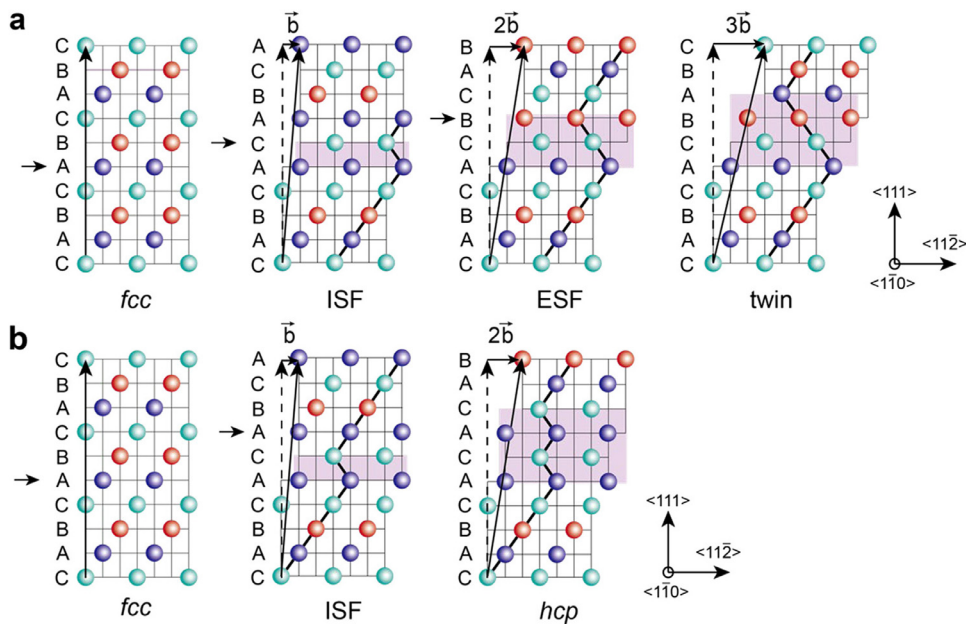 a
b⃗ 2b⃗ 3b⃗
C A B C
B C A B
A B C A
C A B B
B C C C
A A A A
C C C C
B B B B
A A A A
C C C C
<111>
<112̄>
<11̄0>
fcc ISF ESF twin
b
b⃗ 2b⃗
C A B
B C A
A B C
C A A
B C C
A A A
C C C
B B B
A A A
C C C
<111>
<112̄>
<11̄0>
fcc ISF hcp